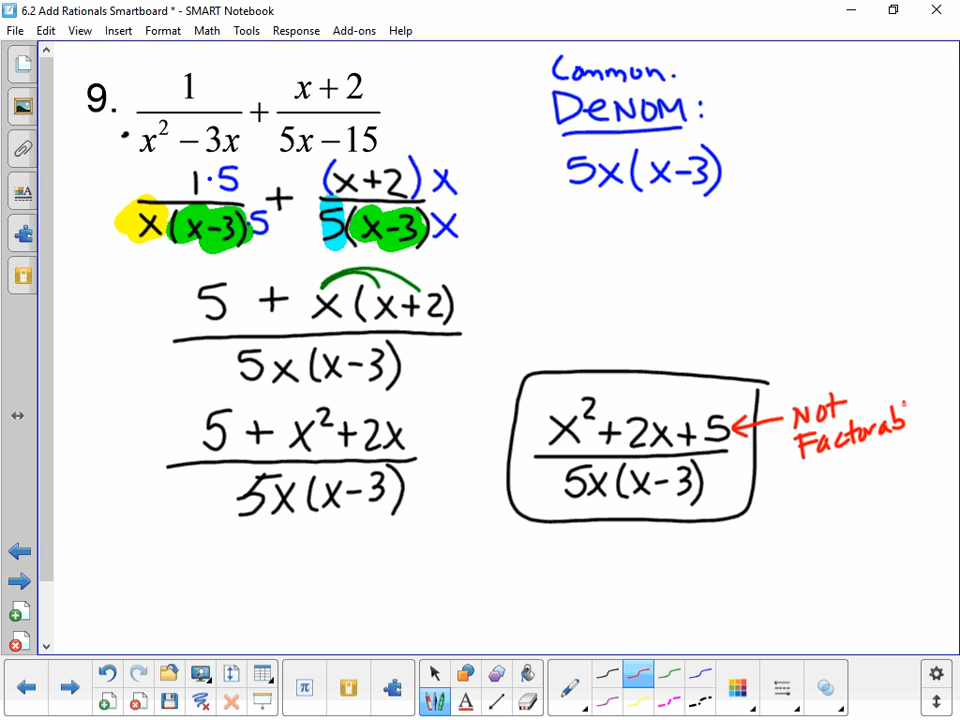 6.2 Add Rationals Smartboard * - SMART Notebook
File Edit View Insert Format Math Tools Response Add-ons Help
9. 1/(x² − 3x) + (x + 2)/(5x − 15)
Common.
DeNOM:
5x(x-3)
1·5/(x(x-3)·5) + (x+2)x/(5(x-3)x)
5 + x(x+2)
5x(x-3)
5 + x²+2x
5x(x-3)
x²+2x+5
5x(x-3)
Not
Factorab